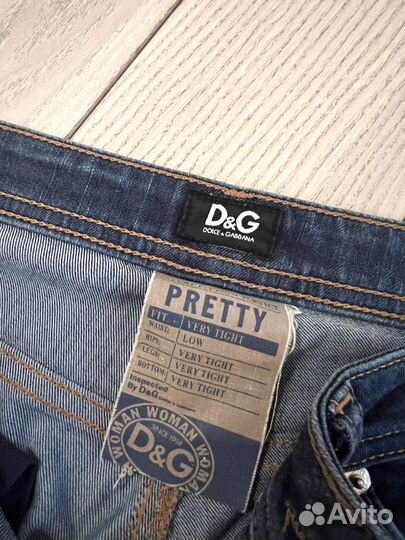 D&G
DOLCE & GABBANA
PRETTY
FIT: VERY TIGHT
WAIST: LOW
HIPS: VERY TIGHT
LEGS: VERY TIGHT
BOTTOM: VERY TIGHT
Inspected
By D&G
WOMAN WOMAN WOMAN
SINCE 1994
D&G
Avito